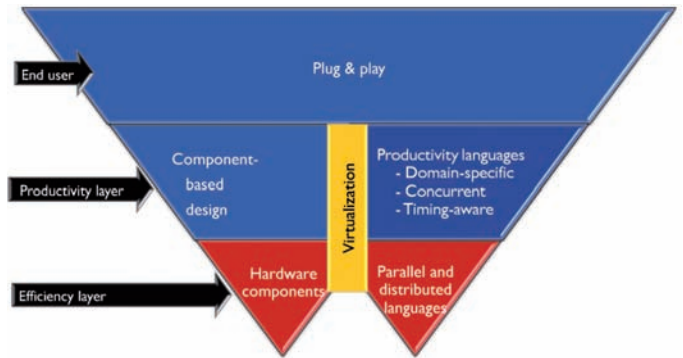 End user
Plug & play
Productivity layer
Component-
based
design
Virtualization
Productivity languages
- Domain-specific
- Concurrent
- Timing-aware
Efficiency layer
Hardware
components
Parallel and
distributed
languages